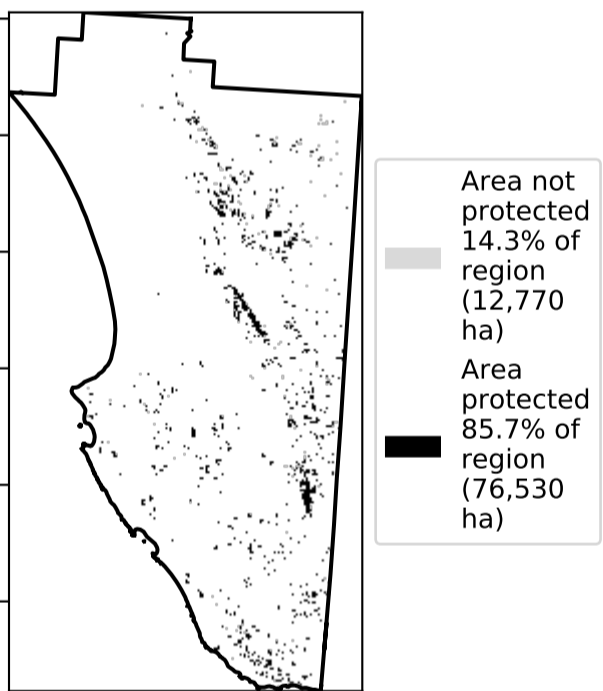 Area not
protected
14.3% of
region
(12,770
ha)
Area
protected
85.7% of
region
(76,530
ha)